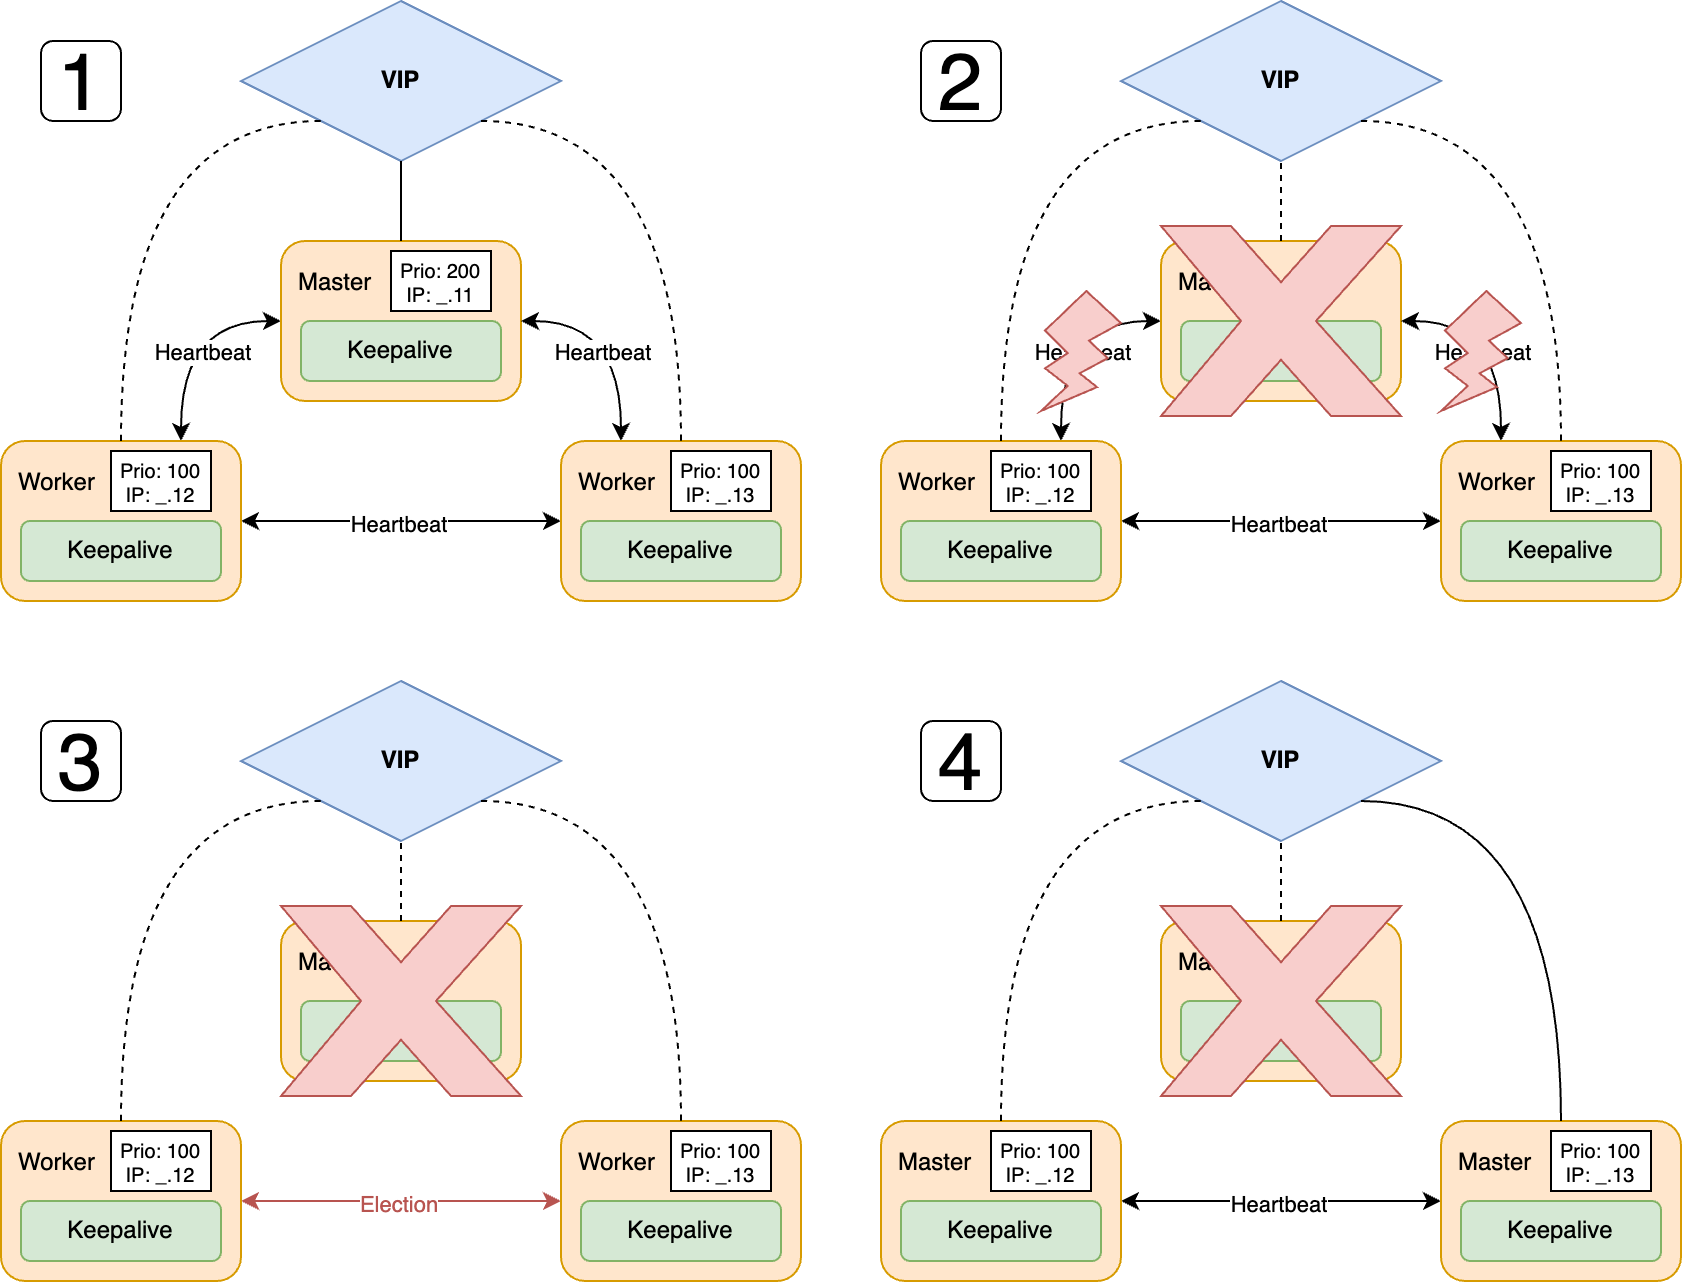 1
VIP
Master
Prio: 200
IP: _.11
Keepalive
Heartbeat
Heartbeat
Worker
Prio: 100
IP: _.12
Keepalive
Heartbeat
Worker
Prio: 100
IP: _.13
Keepalive
2
VIP
Ma
He eat
He eat
Worker
Prio: 100
IP: _.12
Keepalive
Heartbeat
Worker
Prio: 100
IP: _.13
Keepalive
3
VIP
Ma
Worker
Prio: 100
IP: _.12
Keepalive
Election
Worker
Prio: 100
IP: _.13
Keepalive
4
VIP
Ma
Master
Prio: 100
IP: _.12
Keepalive
Heartbeat
Master
Prio: 100
IP: _.13
Keepalive